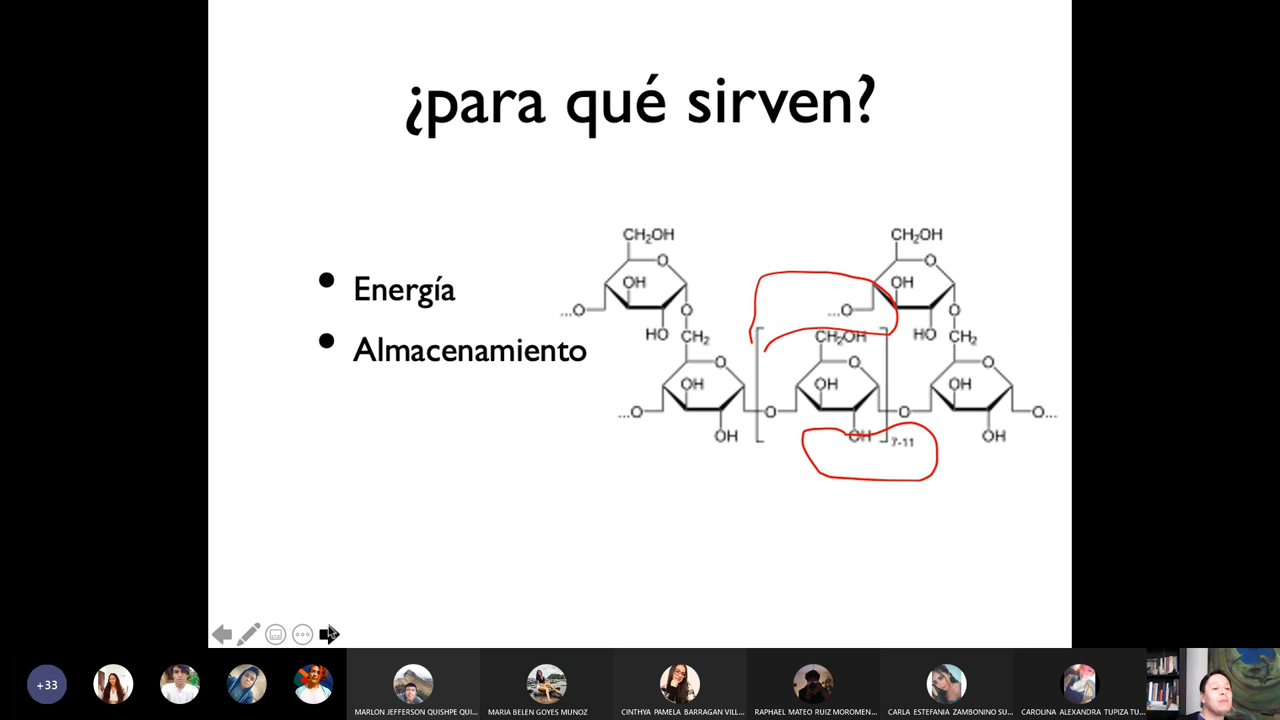 ¿para qué sirven?
• Energía
• Almacenamiento
CH₂OH
CH₂OH
O
O
OH
OH
...O
O
...O
O
HO
CH₂
CH₂OH
HO
CH₂
O
O
O
OH
OH
OH
...O
O
O
O...
OH
OH
OH
7-11
+33
MARLON JEFFERSON QUISHPE QUI...
MARIA BELEN GOYES MUNOZ
CINTHYA PAMELA BARRAGAN VILL...
RAPHAEL MATEO RUIZ MOROMEN...
CARLA ESTEFANIA ZAMBONINO SU...
CAROLINA ALEXANDRA TUPIZA TU...